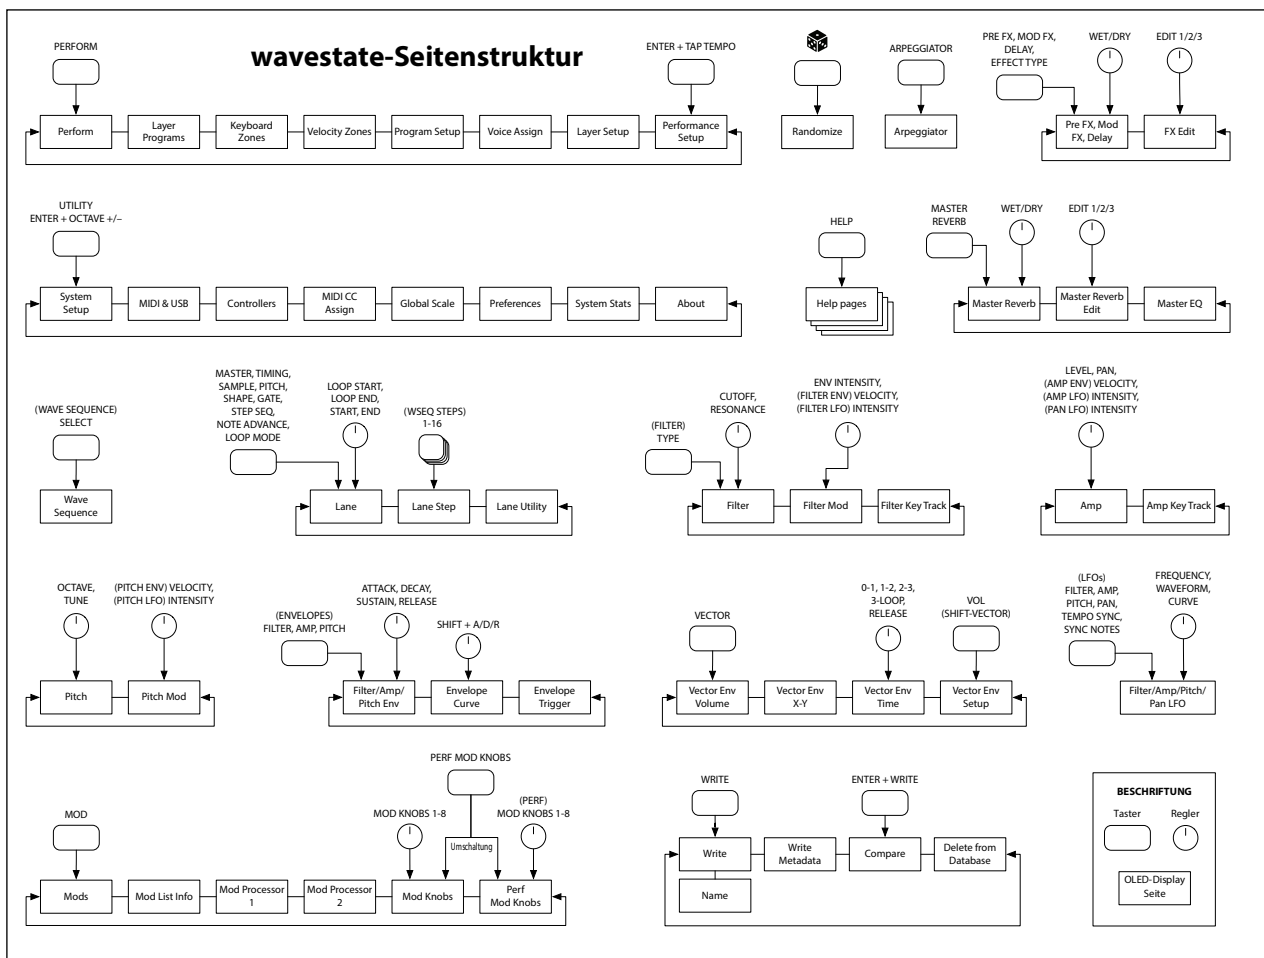 wavestate-Seitenstruktur
PERFORM
ENTER + TAP TEMPO
ARPEGGIATOR
PRE FX, MOD FX,
DELAY,
EFFECT TYPE
WET/DRY
EDIT 1/2/3
Perform
Layer
Programs
Keyboard
Zones
Velocity Zones
Program Setup
Voice Assign
Layer Setup
Performance
Setup
Randomize
Arpeggiator
Pre FX, Mod
FX, Delay
FX Edit
UTILITY
ENTER + OCTAVE +/–
HELP
MASTER
REVERB
WET/DRY
EDIT 1/2/3
System
Setup
MIDI & USB
Controllers
MIDI CC
Assign
Global Scale
Preferences
System Stats
About
Help pages
Master Reverb
Master Reverb
Edit
Master EQ
(WAVE SEQUENCE)
SELECT
MASTER, TIMING,
SAMPLE, PITCH,
SHAPE, GATE,
STEP SEQ,
NOTE ADVANCE,
LOOP MODE
LOOP START,
LOOP END,
START, END
(WSEQ STEPS)
1-16
(FILTER)
TYPE
CUTOFF,
RESONANCE
ENV INTENSITY,
(FILTER ENV) VELOCITY,
(FILTER LFO) INTENSITY
LEVEL, PAN,
(AMP ENV) VELOCITY,
(AMP LFO) INTENSITY,
(PAN LFO) INTENSITY
Wave
Sequence
Lane
Lane Step
Lane Utility
Filter
Filter Mod
Filter Key Track
Amp
Amp Key Track
OCTAVE,
TUNE
(PITCH ENV) VELOCITY,
(PITCH LFO) INTENSITY
(ENVELOPES)
FILTER, AMP, PITCH
ATTACK, DECAY,
SUSTAIN, RELEASE
SHIFT + A/D/R
VECTOR
0-1, 1-2, 2-3,
3-LOOP,
RELEASE
VOL
(SHIFT-VECTOR)
(LFOs)
FILTER, AMP,
PITCH, PAN,
TEMPO SYNC,
SYNC NOTES
FREQUENCY,
WAVEFORM,
CURVE
Pitch
Pitch Mod
Filter/Amp/
Pitch Env
Envelope
Curve
Envelope
Trigger
Vector Env
Volume
Vector Env
X-Y
Vector Env
Time
Vector Env
Setup
Filter/Amp/Pitch/
Pan LFO
MOD
MOD KNOBS 1-8
PERF MOD KNOBS
(PERF)
MOD KNOBS 1-8
Umschaltung
WRITE
ENTER + WRITE
Mods
Mod List Info
Mod Processor
1
Mod Processor
2
Mod Knobs
Perf
Mod Knobs
Write
Write
Metadata
Compare
Delete from
Database
Name
BESCHRIFTUNG
Taster
Regler
OLED-Display
Seite